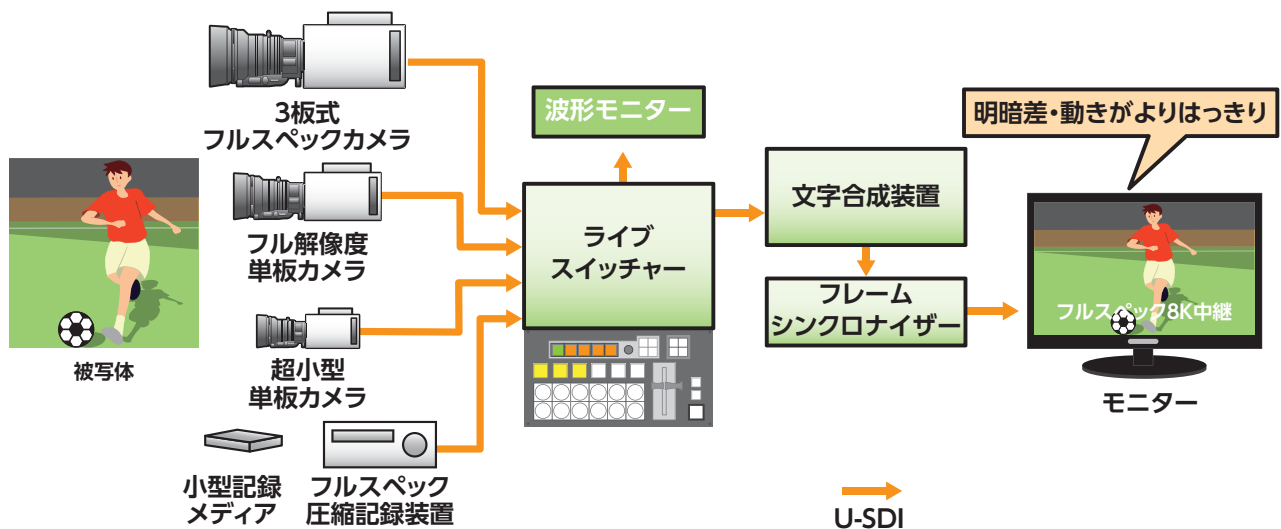 3板式
フルスペックカメラ
被写体
フル解像度
単板カメラ
超小型
単板カメラ
小型記録
メディア
フルスペック
圧縮記録装置
波形モニター
ライブ
スイッチャー
文字合成装置
フレーム
シンクロナイザー
明暗差・動きがよりはっきり
フルスペック8K中継
モニター
U-SDI